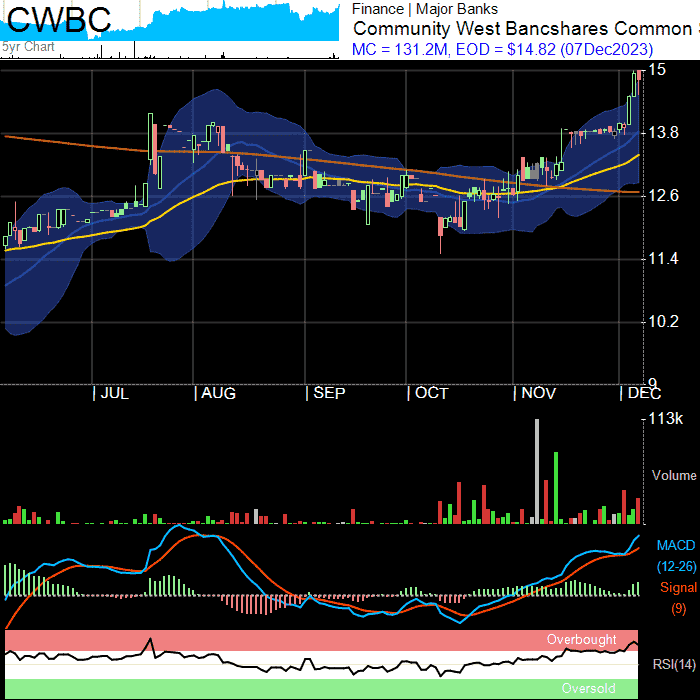 CWBC
5yr Chart
Finance | Major Banks
Community West Bancshares Common
MC = 131.2M, EOD = $14.82 (07Dec2023)
15
13.8
12.6
11.4
10.2
9
JUL AUG SEP OCT NOV DEC
113k
Volume
MACD
(12-26)
Signal
(9)
Overbought
RSI(14)
Oversold